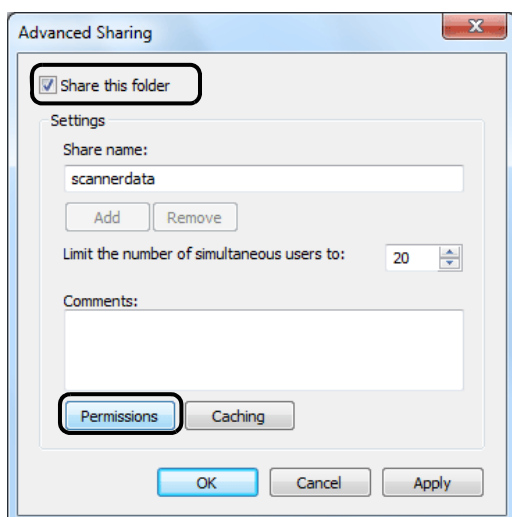 Advanced Sharing
Share this folder
Settings
Share name:
scannerdata
Add Remove
Limit the number of simultaneous users to: 20
Comments:
Permissions Caching
OK Cancel Apply